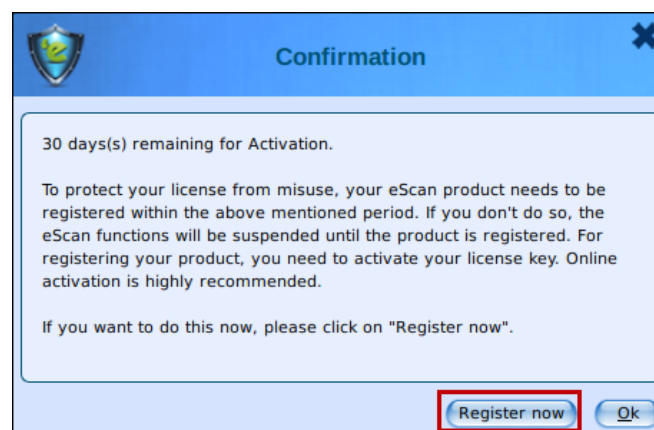 Confirmation
30 days(s) remaining for Activation.
To protect your license from misuse, your eScan product needs to be
registered within the above mentioned period. If you don't do so, the
eScan functions will be suspended until the product is registered. For
registering your product, you need to activate your license key. Online
activation is highly recommended.
If you want to do this now, please click on "Register now".
Register now
Ok